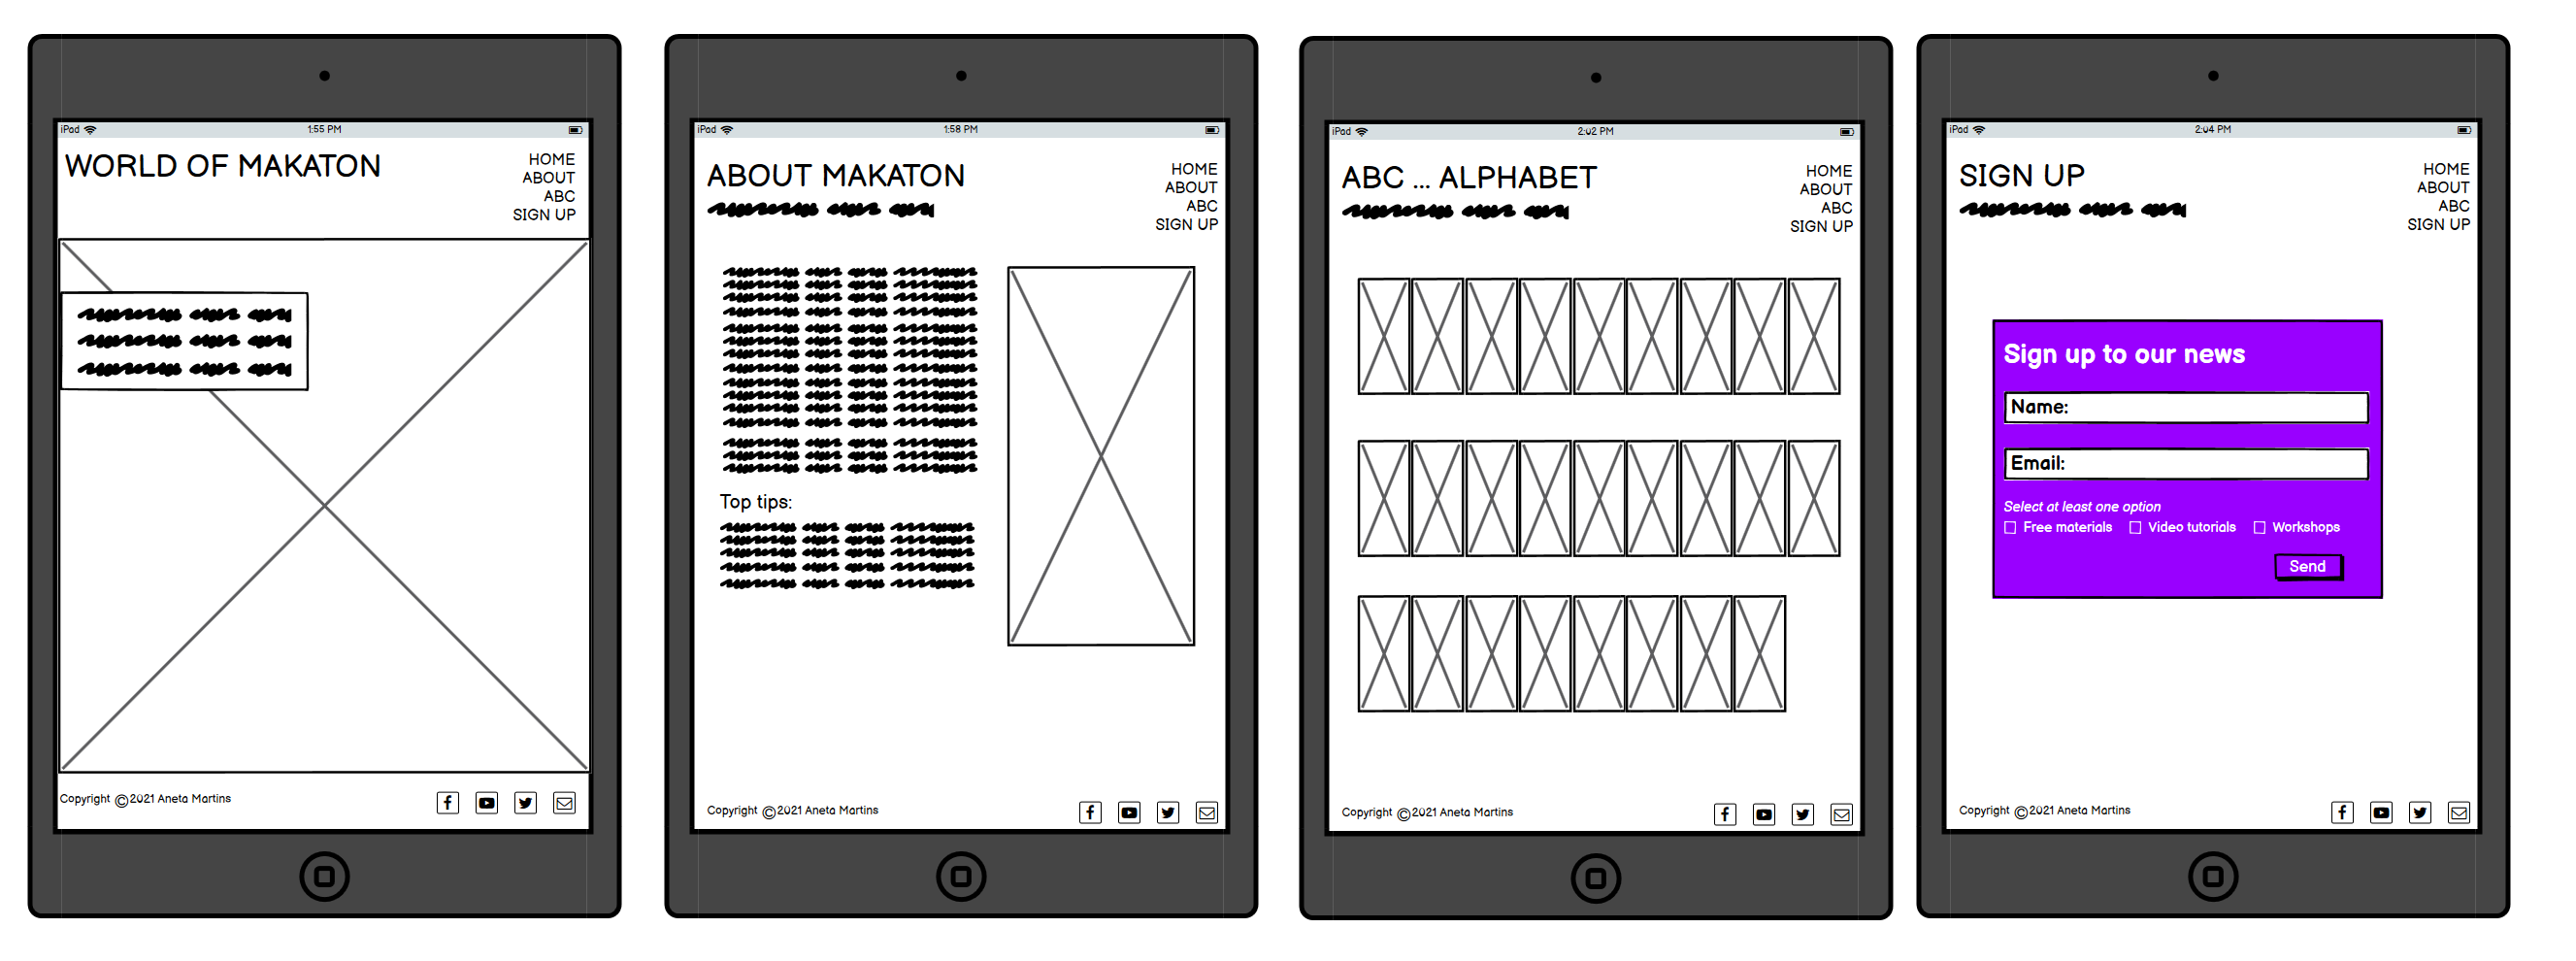 iPad
1:55 PM
WORLD OF MAKATON
HOME
ABOUT
ABC
SIGN UP
Copyright ©2021 Aneta Martins
iPad
1:58 PM
ABOUT MAKATON
HOME
ABOUT
ABC
SIGN UP
Top tips:
Copyright ©2021 Aneta Martins
iPad
2:02 PM
ABC ... ALPHABET
HOME
ABOUT
ABC
SIGN UP
Copyright ©2021 Aneta Martins
iPad
2:04 PM
SIGN UP
HOME
ABOUT
ABC
SIGN UP
Sign up to our news
Name:
Email:
Select at least one option
Free materials Video tutorials Workshops
Send
Copyright ©2021 Aneta Martins